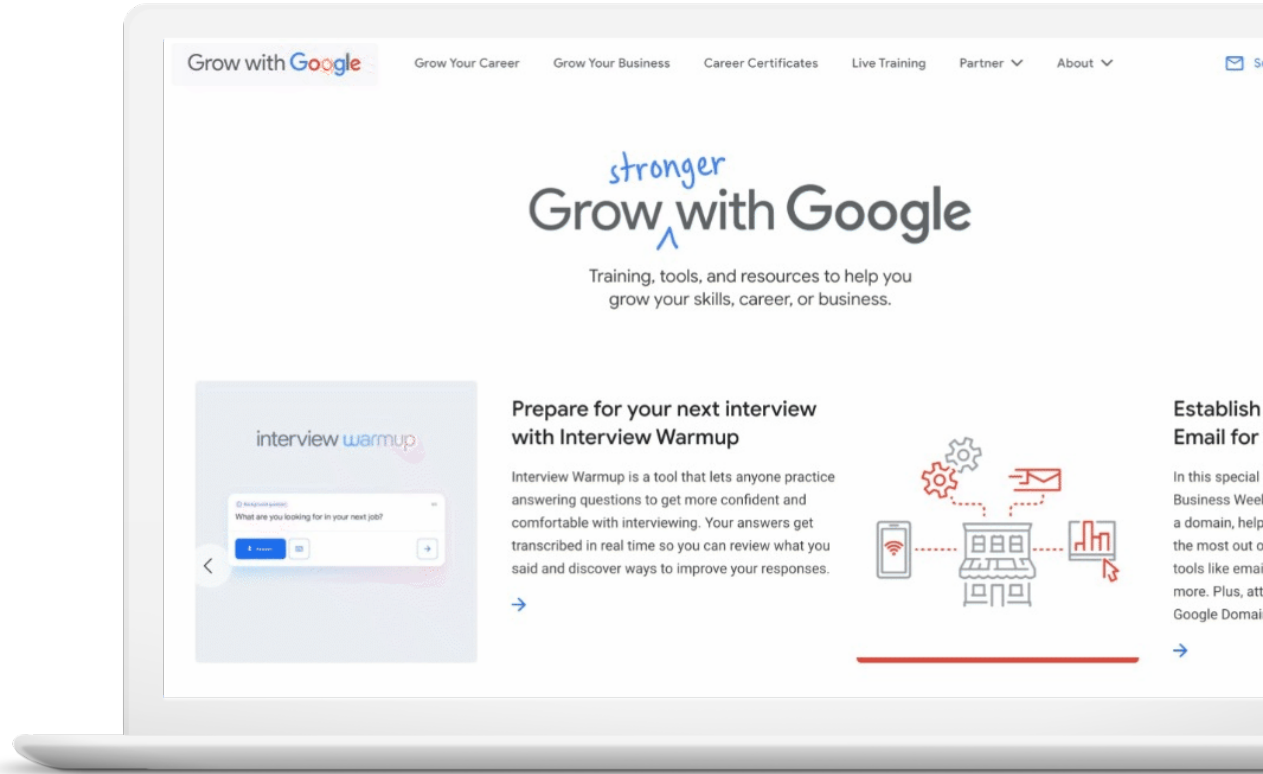 Grow with Google
Grow Your Career
Grow Your Business
Career Certificates
Live Training
Partner
About
stronger
Grow with Google
Training, tools, and resources to help you
grow your skills, career, or business.
interview warmup
Background question
What are you looking for in your next job?
Prepare for your next interview
with Interview Warmup
Interview Warmup is a tool that lets anyone practice
answering questions to get more confident and
comfortable with interviewing. Your answers get
transcribed in real time so you can review what you
said and discover ways to improve your responses.
Establish
Email for
In this special
Business Week
a domain, help
the most out o
tools like emai
more. Plus, att
Google Domai